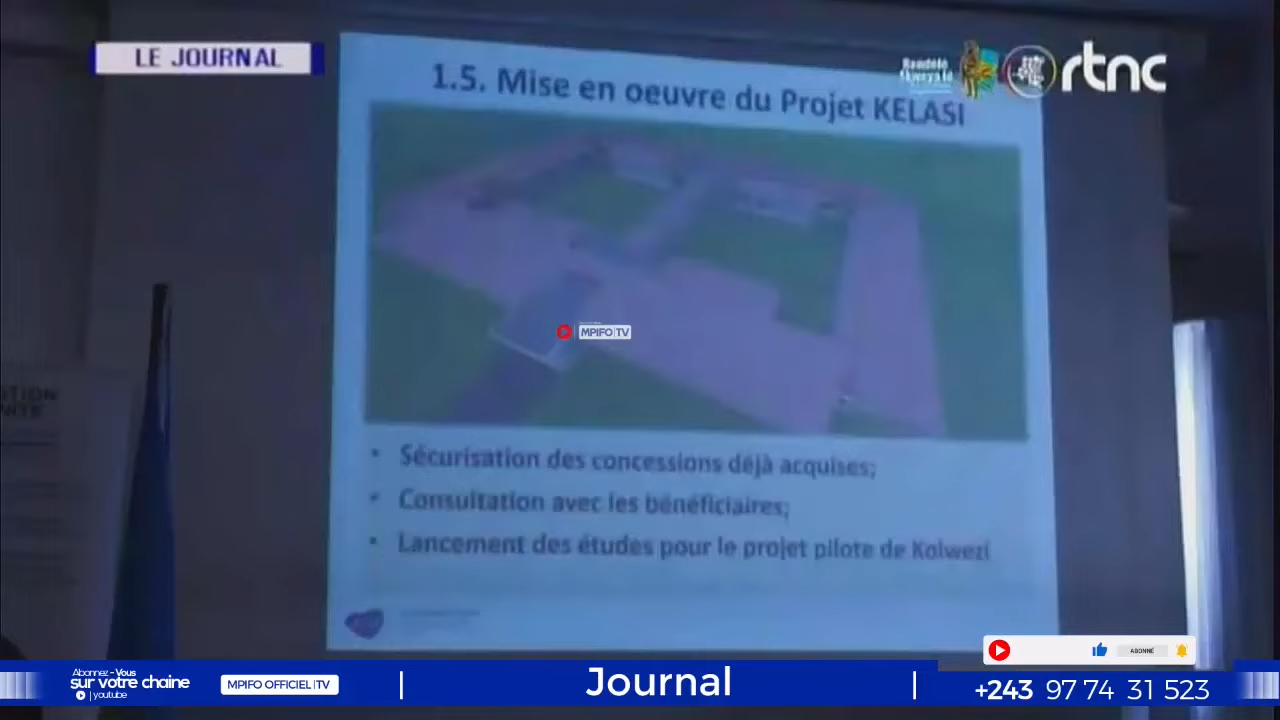 LE JOURNAL
rtnc
1.5. Mise en oeuvre du Projet KELASI
MPIFO TV
Sécurisation des concessions déjà acquises;
Consultation avec les bénéficiaires;
Lancement des études pour le projet pilote de Kolwezi
ABONNÉ
Abonnez - Vous
sur votre chaine
youtube
MPIFO OFFICIEL TV
Journal
+243 97 74 31 523